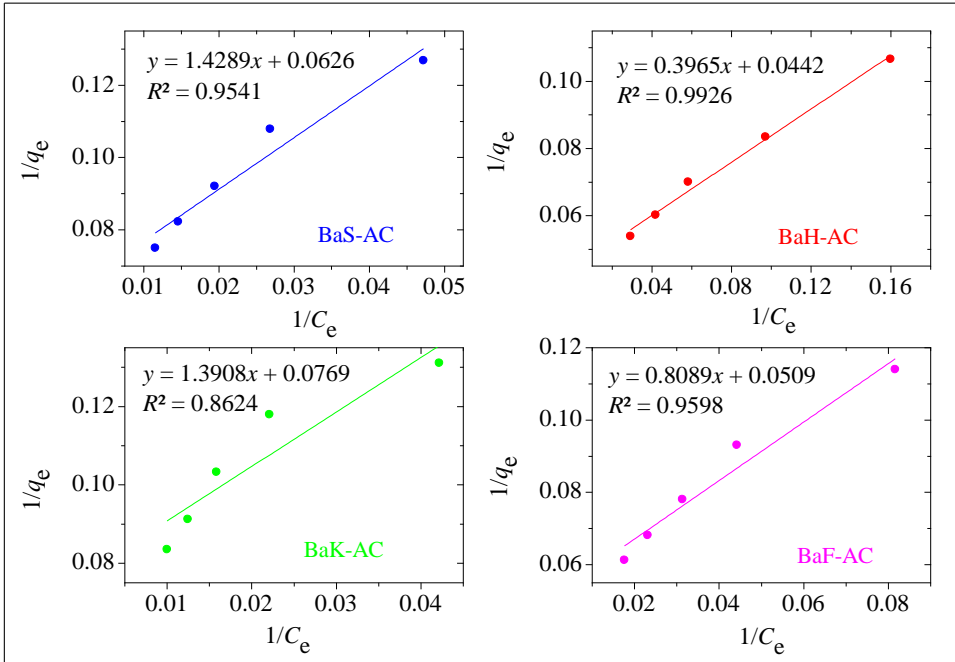 y = 1.4289x + 0.0626
R² = 0.9541
0.12
0.10
0.08
1/qe
BaS-AC
0.01 0.02 0.03 0.04 0.05
1/Ce
y = 0.3965x + 0.0442
R² = 0.9926
0.10
0.08
0.06
1/qe
BaH-AC
0.04 0.08 0.12 0.16
1/Ce
y = 1.3908x + 0.0769
R² = 0.8624
0.12
0.10
0.08
1/qe
BaK-AC
0.01 0.02 0.03 0.04
1/Ce
y = 0.8089x + 0.0509
R² = 0.9598
0.12
0.10
0.08
0.06
1/qe
BaF-AC
0.02 0.04 0.06 0.08
1/Ce